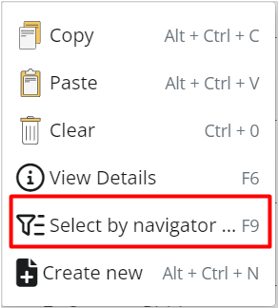 Copy Alt + Ctrl + C
Paste Alt + Ctrl + V
Clear Ctrl + 0
View Details F6
Select by navigator ... F9
Create new Alt + Ctrl + N